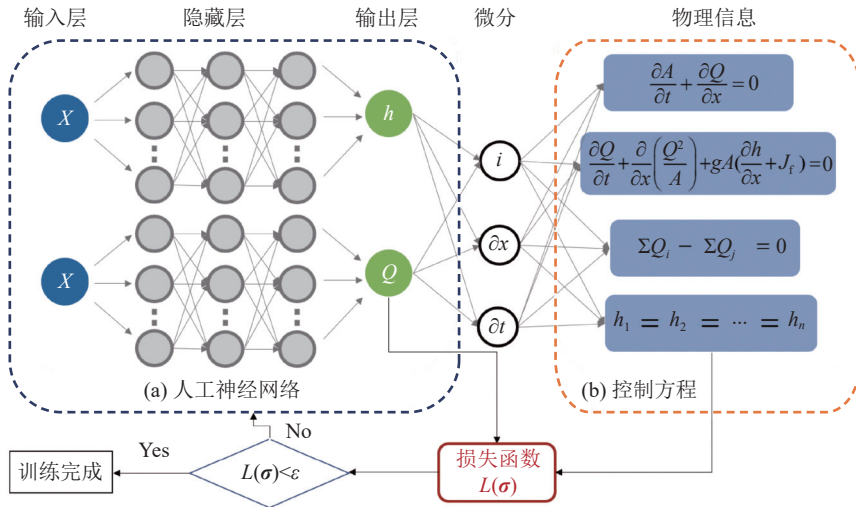 输入层 隐藏层 输出层 微分 物理信息
X
h
i
∂x
∂t
X
Q
∂A/∂t + ∂Q/∂x = 0
∂Q/∂t + ∂/∂x (Q²/A) + gA(∂h/∂x + J_f) = 0
ΣQ_i − ΣQ_j = 0
h_1 = h_2 = ··· = h_n
(a) 人工神经网络
(b) 控制方程
No
Yes
训练完成
L(σ)<ε
损失函数
L(σ)